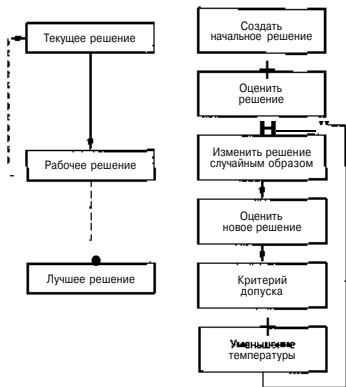 Текущее решение
Рабочее решение
Лучшее решение
Создать
начальное решение
Оценить
решение
Изменить решение
случайным образом
Оценить
новое решение
Критерий
допуска
Уменьшение
температуры